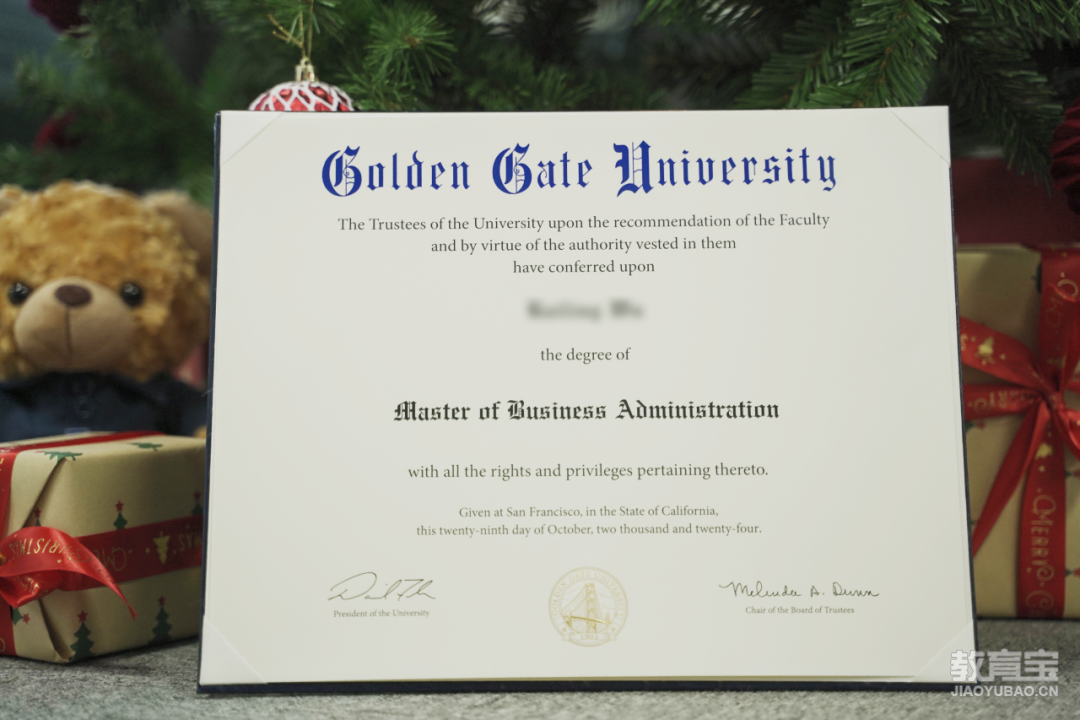 Golden Gate University
The Trustees of the University upon the recommendation of the Faculty
and by virtue of the authority vested in them
have conferred upon
the degree of
Master of Business Administration
with all the rights and privileges pertaining thereto.
Given at San Francisco, in the State of California,
this twenty-ninth day of October, two thousand and twenty-four.
Melinda A. Dunn
President of the University
Chair of the Board of Trustees
CHRISTMAS
MERRY
教育宝
JIAOYUBAO.CN